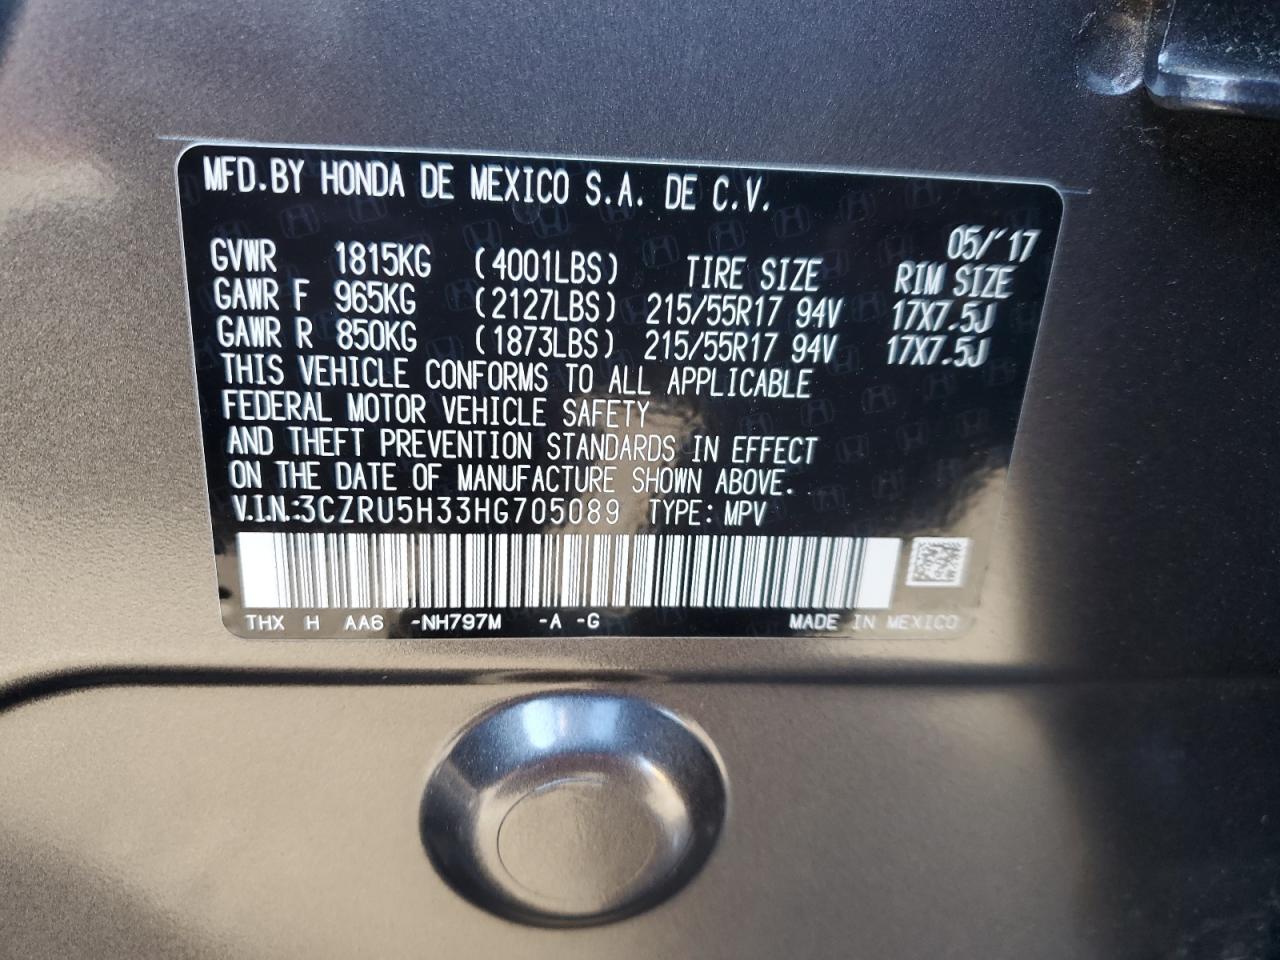 MFD.BY HONDA DE MEXICO S.A. DE C.V.
05/'17
GVWR 1815KG (4001LBS) TIRE SIZE RIM SIZE
GAWR F 965KG (2127LBS) 215/55R17 94V 17X7.5J
GAWR R 850KG (1873LBS) 215/55R17 94V 17X7.5J
THIS VEHICLE CONFORMS TO ALL APPLICABLE
FEDERAL MOTOR VEHICLE SAFETY
AND THEFT PREVENTION STANDARDS IN EFFECT
ON THE DATE OF MANUFACTURE SHOWN ABOVE.
V.I.N.:3CZRU5H33HG705089 TYPE: MPV
THX H AA6 -NH797M -A -G MADE IN MEXICO